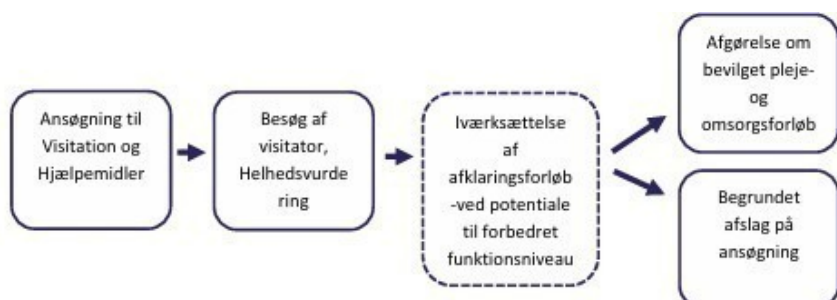 Ansøgning til
Visitation og
Hjælpemidler
Besøg af
visitator,
Helhedsvurde
ring
Iværksættelse
af
afklaringsforløb
-ved potentiale
til forbedret
funktionsniveau
Afgørelse om
bevilget pleje-
og
omsorgsforløb
Begrundet
afslag på
ansøgning